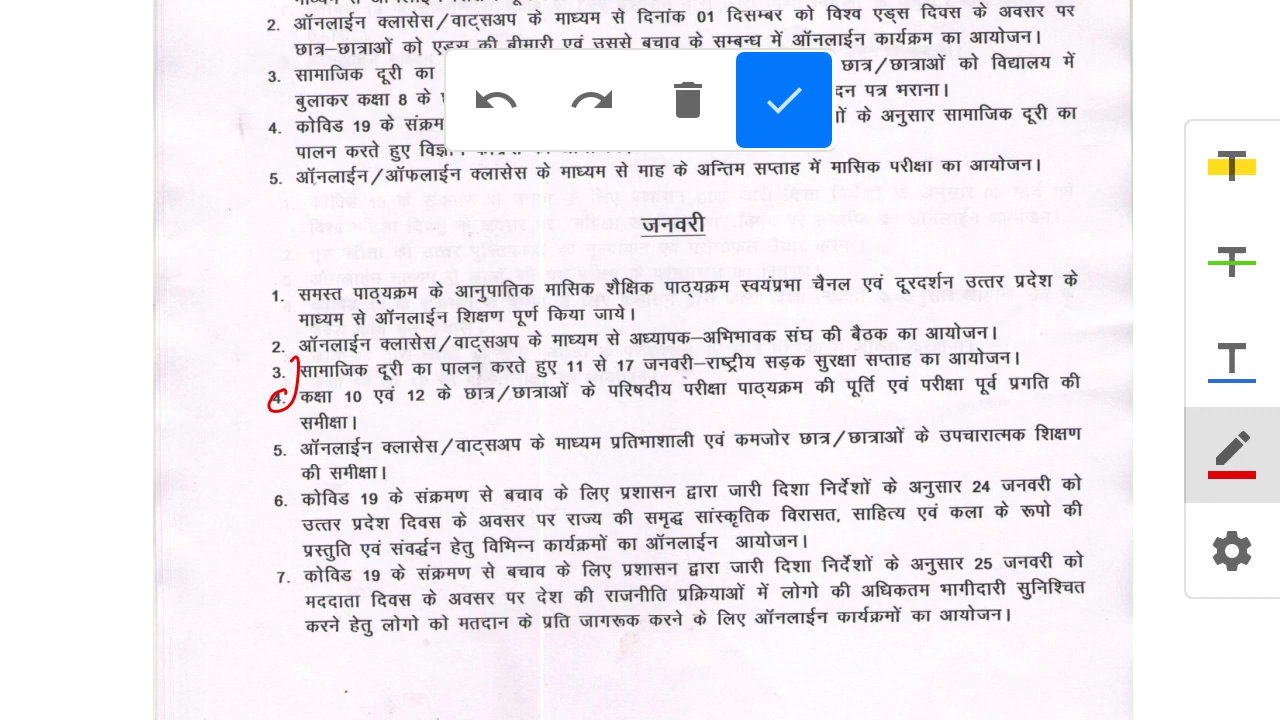 2. ऑनलाईन क्लासेस/वाट्सअप के माध्यम से दिनांक 01 दिसम्बर को विश्व एड्स दिवस के अवसर पर
छात्र–छात्राओं को एड्स की बीमारी एवं उससे बचाव के सम्बन्ध में ऑनलाईन कार्यक्रम का आयोजन।
3. सामाजिक दूरी का छात्र/छात्राओं को विद्यालय में
बुलाकर कक्षा 8 के पत्र भराना।
4. कोविड 19 के के अनुसार सामाजिक दूरी का
पालन करते हुए
5. ऑनलाईन/ऑफलाईन क्लासेस के माध्यम से माह के अन्तिम सप्ताह में मासिक परीक्षा का आयोजन।
जनवरी
1. समस्त पाठ्यक्रम के आनुपातिक मासिक शैक्षिक पाठ्यक्रम स्वयंप्रभा चैनल एवं दूरदर्शन उत्तर प्रदेश के
माध्यम से ऑनलाईन शिक्षण पूर्ण किया जाये।
2. ऑनलाईन क्लासेस/वाट्सअप के माध्यम से अध्यापक–अभिभावक संघ की बैठक का आयोजन।
3. सामाजिक दूरी का पालन करते हुए 11 से 17 जनवरी–राष्ट्रीय सड़क सुरक्षा सप्ताह का आयोजन।
4. कक्षा 10 एवं 12 के छात्र/छात्राओं के परिषदीय परीक्षा पाठ्यक्रम की पूर्ति एवं परीक्षा पूर्व प्रगति की
समीक्षा।
5. ऑनलाईन क्लासेस/वाट्सअप के माध्यम प्रतिभाशाली एवं कमजोर छात्र/छात्राओं के उपचारात्मक शिक्षण
की समीक्षा।
6. कोविड 19 के संक्रमण से बचाव के लिए प्रशासन द्वारा जारी दिशा निर्देशों के अनुसार 24 जनवरी को
उत्तर प्रदेश दिवस के अवसर पर राज्य की समृद्ध सांस्कृतिक विरासत, साहित्य एवं कला के रूपो की
प्रस्तुति एवं संवर्द्धन हेतु विभिन्न कार्यक्रमों का ऑनलाईन आयोजन।
7. कोविड 19 के संक्रमण से बचाव के लिए प्रशासन द्वारा जारी दिशा निर्देशों के अनुसार 25 जनवरी को
मददाता दिवस के अवसर पर देश की राजनीति प्रक्रियाओं में लोगो की अधिकतम भागीदारी सुनिश्चित
करने हेतु लोगो को मतदान के प्रति जागरूक करने के लिए ऑनलाईन कार्यक्रमों का आयोजन।